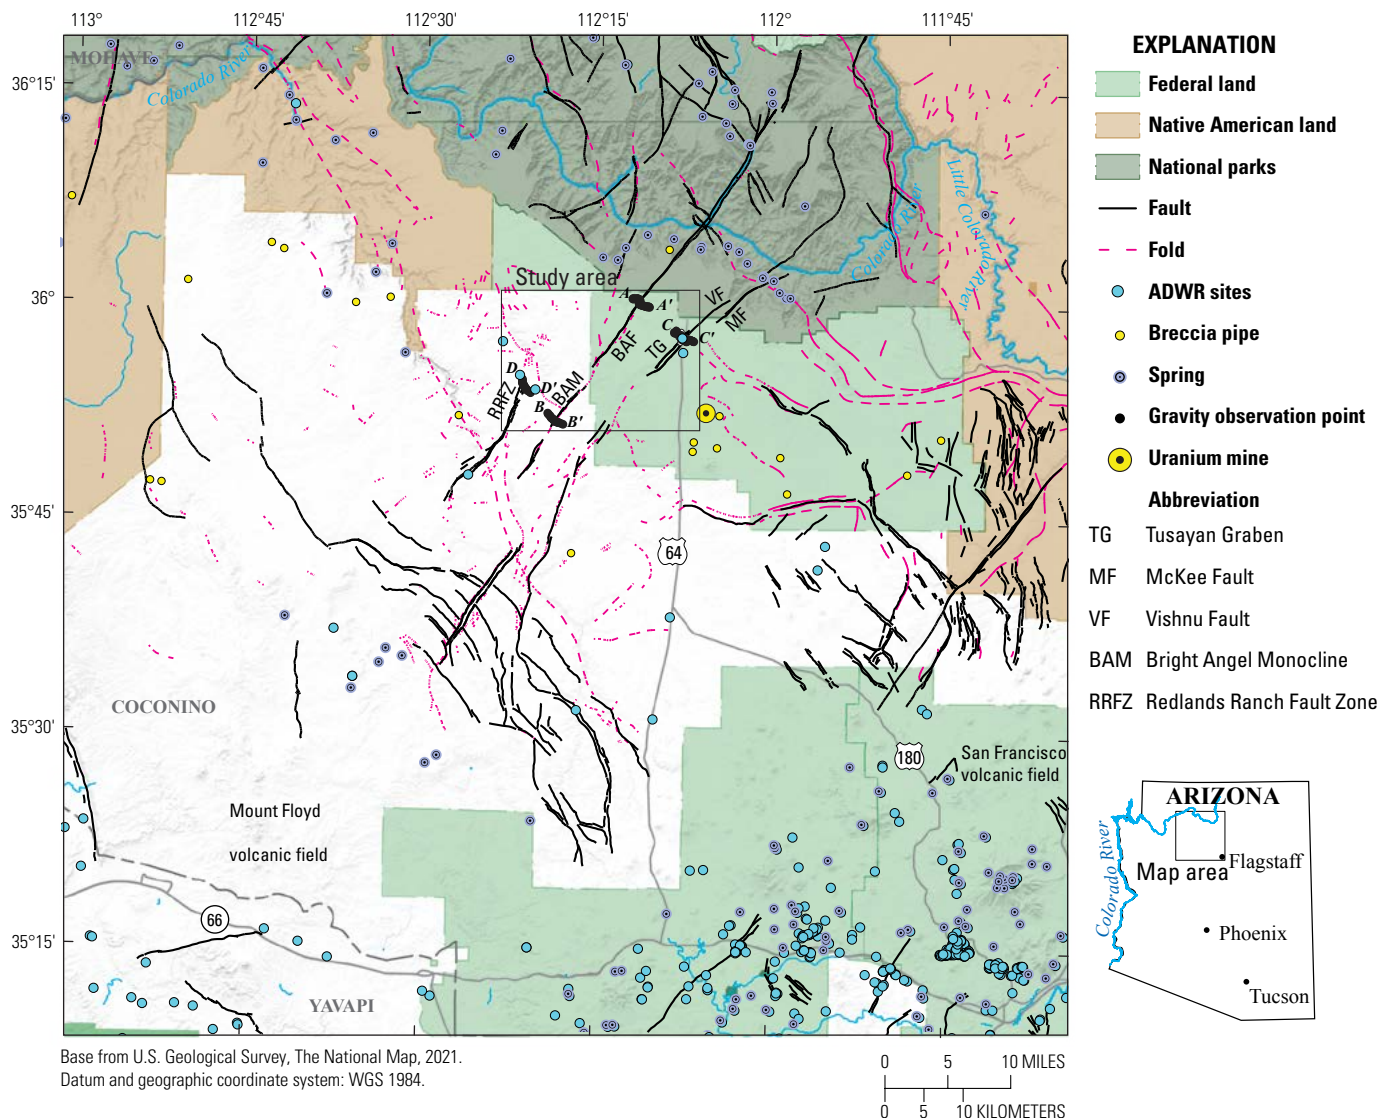 113° 112°45' 112°30' 112°15' 112° 111°45'
36°15'
36°
35°45'
35°30'
35°15'
MOHAVE
Colorado River
Colorado River
Little Colorado River
Study area
A A'
VF
MF
C C'
TG
BAF
D D'
BAM
RRFZ
B B'
64
COCONINO
180
San Francisco
volcanic field
Mount Floyd
volcanic field
66
YAVAPI
EXPLANATION
Federal land
Native American land
National parks
Fault
Fold
ADWR sites
Breccia pipe
Spring
Gravity observation point
Uranium mine
Abbreviation
TG Tusayan Graben
MF McKee Fault
VF Vishnu Fault
BAM Bright Angel Monocline
RRFZ Redlands Ranch Fault Zone
ARIZONA
Colorado River
Map area
Flagstaff
Phoenix
Tucson
Base from U.S. Geological Survey, The National Map, 2021.
Datum and geographic coordinate system: WGS 1984.
0 5 10 MILES
0 5 10 KILOMETERS